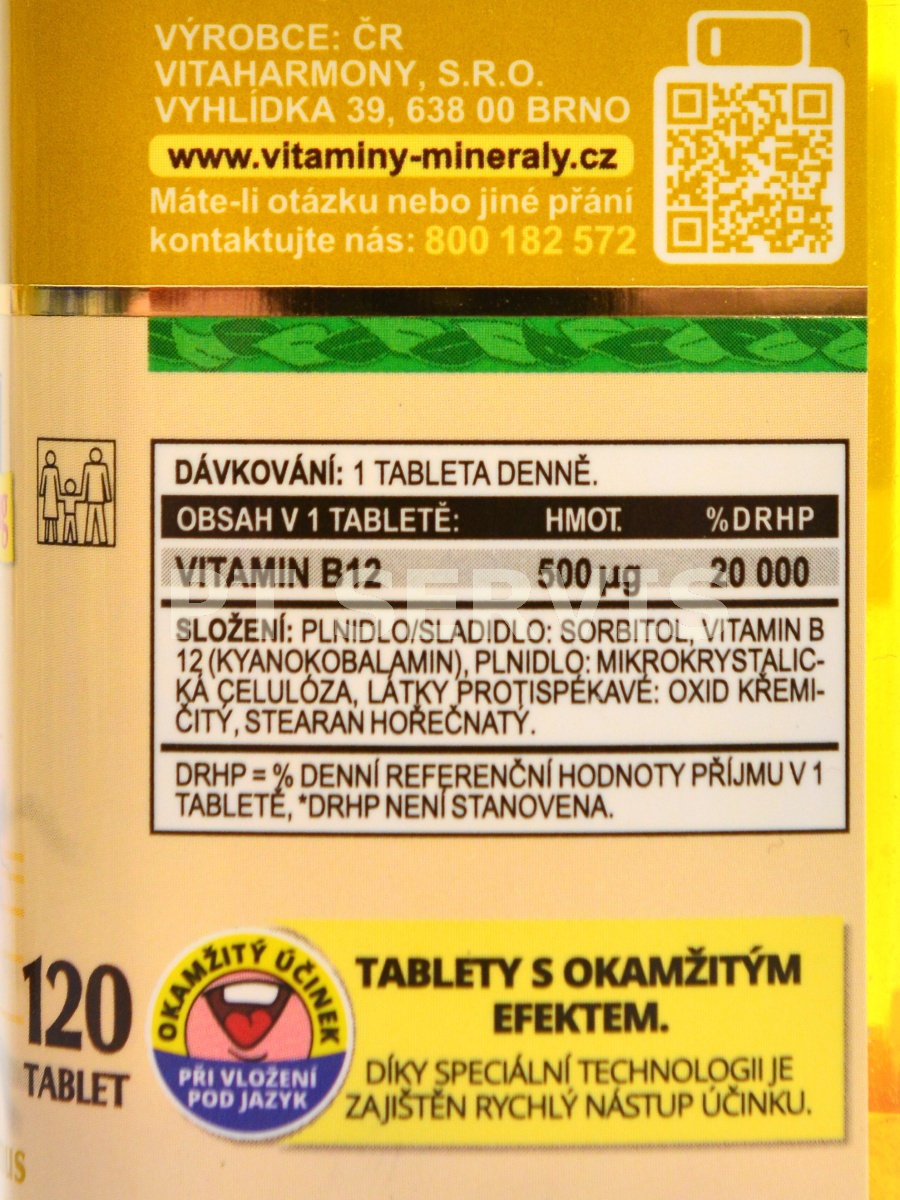 VÝROBCE: ČR
VITAHARMONY, S.R.O.
VYHLÍDKA 39, 638 00 BRNO
www.vitaminy-mineraly.cz
Máte-li otázku nebo jiné přání
kontaktujte nás: 800 182 572
DÁVKOVÁNÍ: 1 TABLETA DENNĚ.
OBSAH V 1 TABLETĚ: HMOT. %DRHP
VITAMIN B12 500 µg 20 000
SLOŽENÍ: PLNIDLO/SLADIDLO: SORBITOL, VITAMIN B
12 (KYANOKOBALAMIN), PLNIDLO: MIKROKRYSTALIC-
KÁ CELULÓZA, LÁTKY PROTISPÉKAVÉ: OXID KŘEMI-
ČITÝ, STEARAN HOŘEČNATÝ.
DRHP = % DENNÍ REFERENČNÍ HODNOTY PŘÍJMU V 1
TABLETĚ, *DRHP NENÍ STANOVENA.
120
TABLET
OKAMŽITÝ ÚČINEK
PŘI VLOŽENÍ
POD JAZYK
TABLETY S OKAMŽITÝM
EFEKTEM.
DÍKY SPECIÁLNÍ TECHNOLOGII JE
ZAJIŠTĚN RYCHLÝ NÁSTUP ÚČINKU.